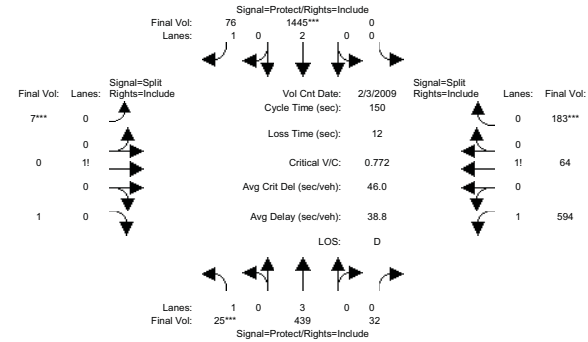 Signal=Protect/Rights=Include
Final Vol: 76 1445*** 0
Lanes: 1 0 2 0 0
Signal=Split
Final Vol: Lanes: Rights=Include
Vol Cnt Date: 2/3/2009
Signal=Split
Rights=Include Lanes: Final Vol:
Cycle Time (sec): 150
7*** 0
0 183***
Loss Time (sec): 12
0
0
0 1!
Critical V/C: 0.772
1! 64
0
Avg Crit Del (sec/veh): 46.0
0
1 0
Avg Delay (sec/veh): 38.8
1 594
LOS: D
Lanes: 1 0 3 0 0
Final Vol: 25*** 439 32
Signal=Protect/Rights=Include